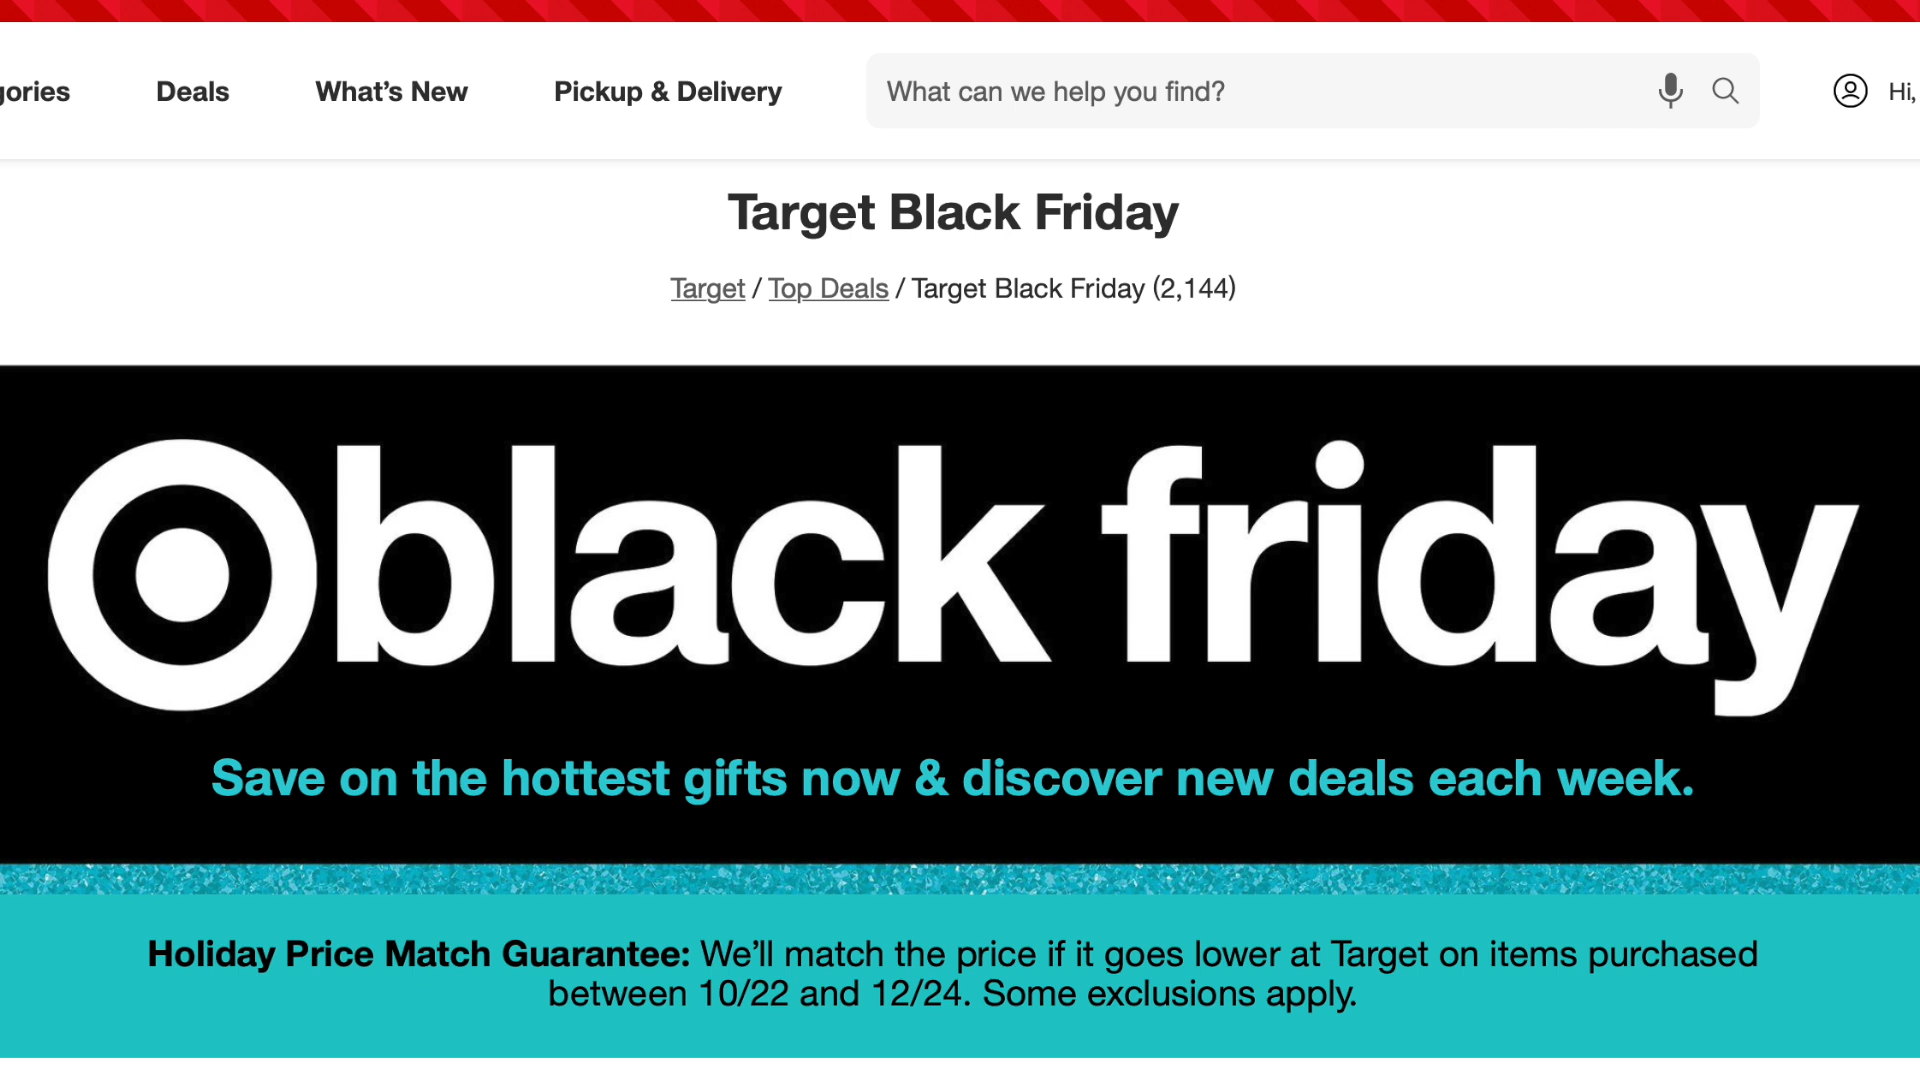 gories Deals What's New Pickup & Delivery What can we help you find? Hi,
Target Black Friday
Target / Top Deals / Target Black Friday (2,144)
black friday
Save on the hottest gifts now & discover new deals each week.
Holiday Price Match Guarantee: We'll match the price if it goes lower at Target on items purchased
between 10/22 and 12/24. Some exclusions apply.